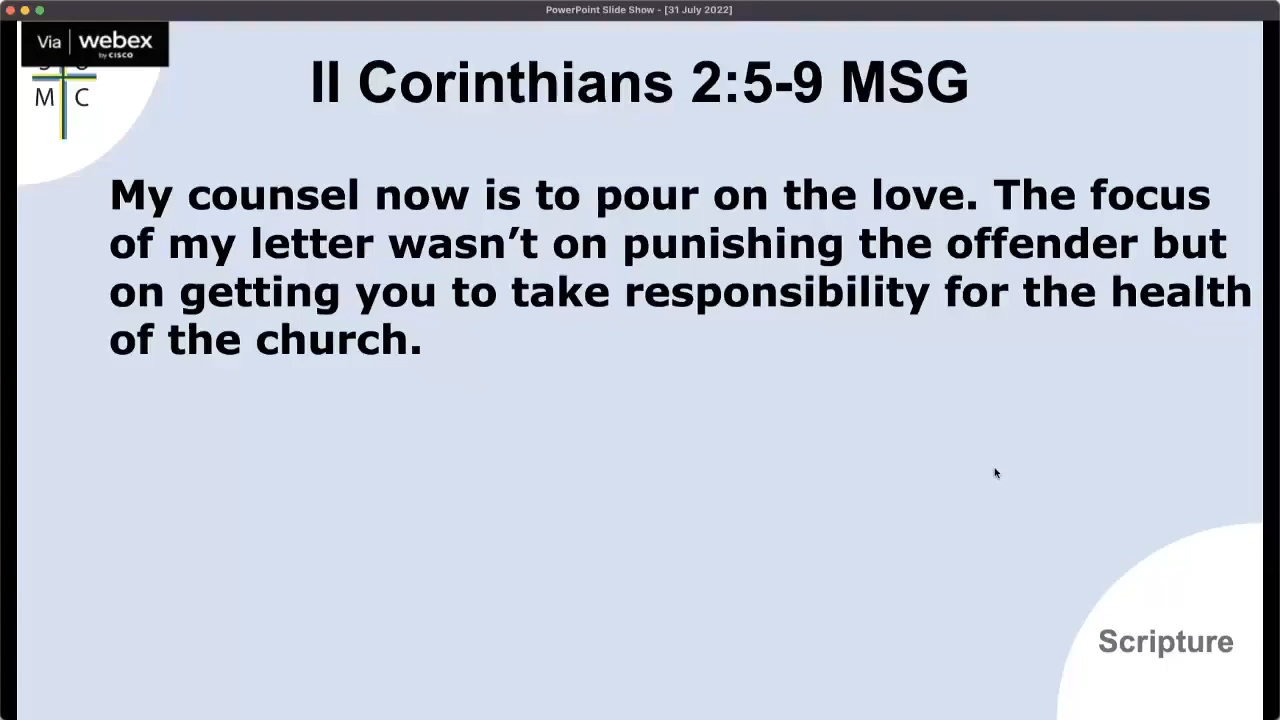 PowerPoint Slide Show - [31 July 2022]
Via webex
by CISCO
M C
II Corinthians 2:5-9 MSG
My counsel now is to pour on the love. The focus
of my letter wasn’t on punishing the offender but
on getting you to take responsibility for the health
of the church.
Scripture